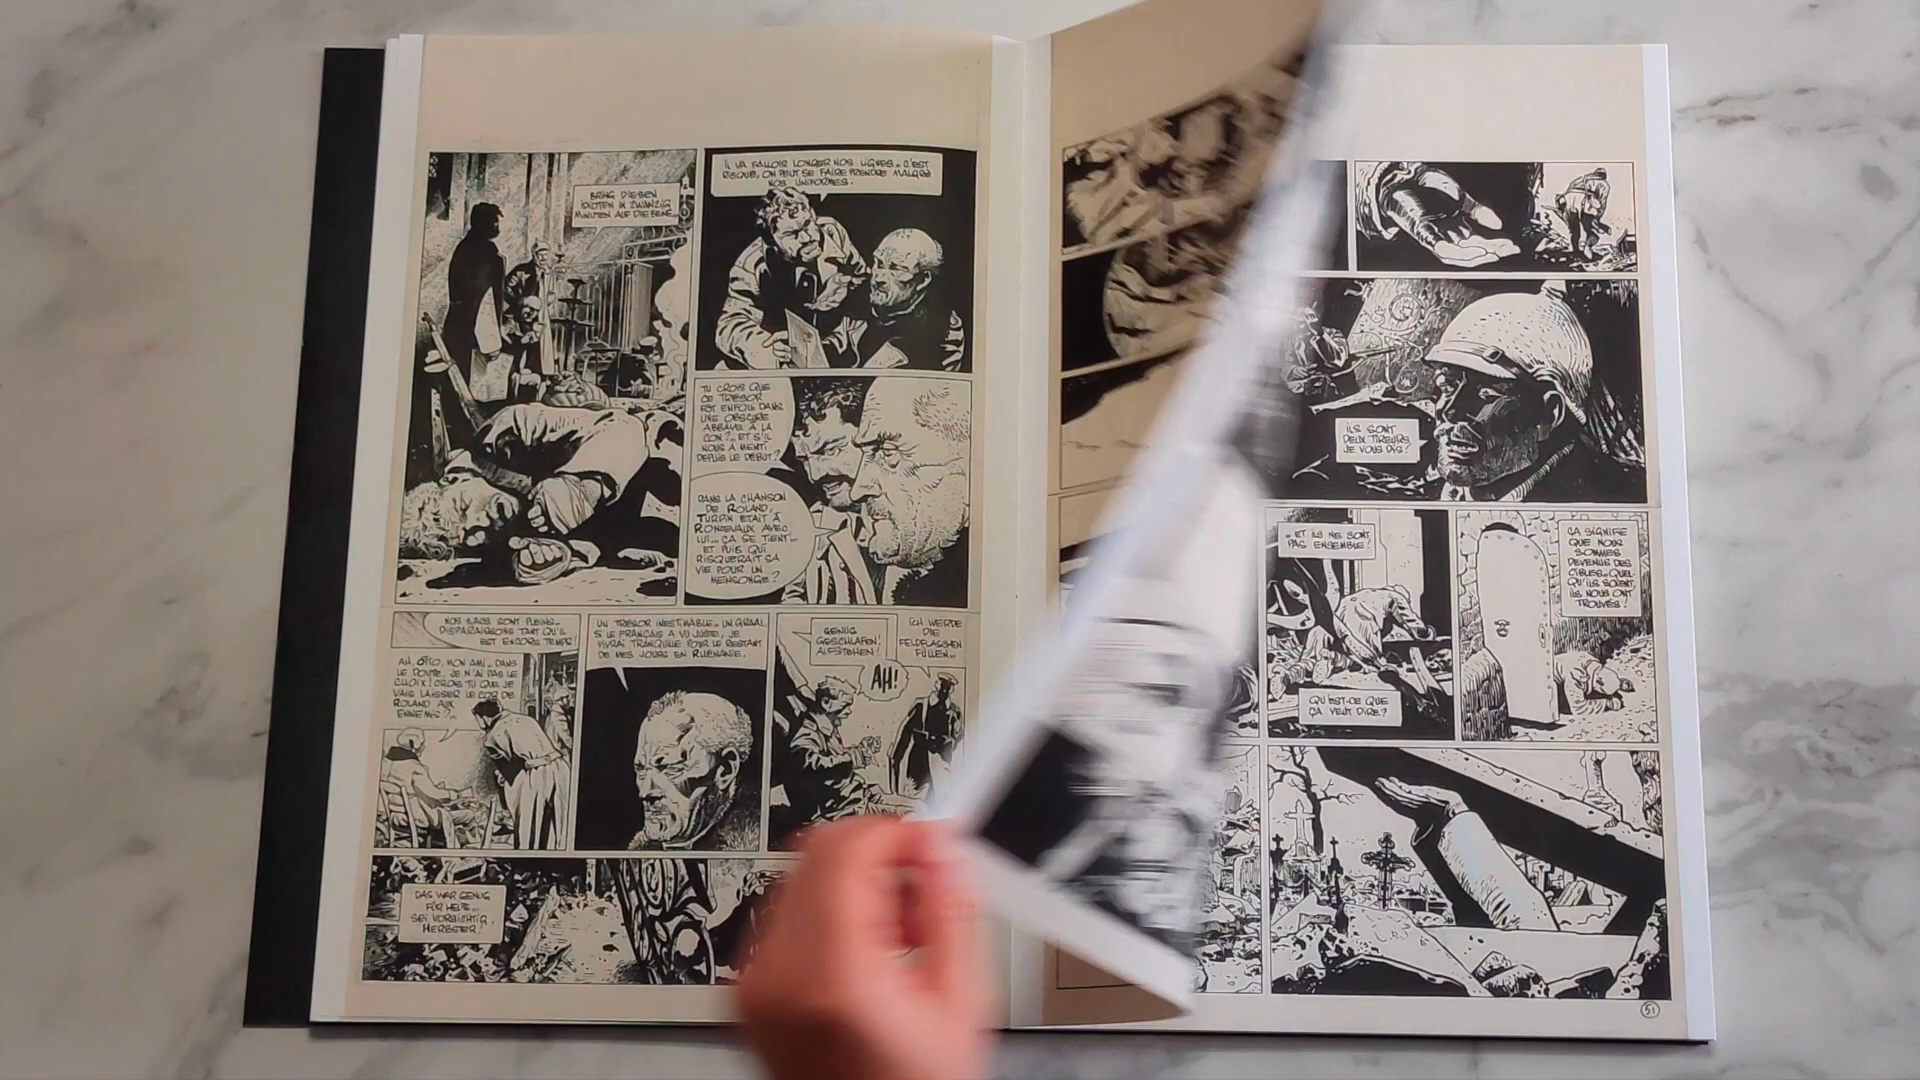 BRING DIESEN
IDIOTEN IN ZWANZIG
MINUTEN AUF DIE BEINE...
IL VA FALLOIR LONGER NOS LIGNES... C'EST
RISQUÉ, ON PEUT SE FAIRE PRENDRE MALGRÉ
NOS UNIFORMES.
TU CROIS QUE
CE TRÉSOR
EST ENFOUI DANS
UNE OBSCURE
ABBAYE À LA
CON ?... ET S'IL
NOUS A MENTI
DEPUIS LE DÉBUT ?
DANS LA CHANSON
DE ROLAND,
TURPIN ÉTAIT À
RONCEVAUX AVEC
LUI... ÇA SE TIENT...
ET PUIS QUI
RISQUERAIT SA
VIE POUR UN
MENSONGE ?
NOS SACS SONT PLEINS...
DISPARAISSONS TANT QU'IL
EST ENCORE TEMPS !
AH, OTTO, MON AMI... DANS
LE DOUTE, JE N'AI PAS LE
CHOIX ! CROIS TU QUE JE
VAIS LAISSER LE COR DE
ROLAND AUX
ENNEMIS ?...
UN TRÉSOR INESTIMABLE... UN GRAAL
SI LE FRANÇAIS A VU JUSTE, JE
VIVRAI TRANQUILLE POUR LE RESTANT
DE MES JOURS EN RHÉNANIE.
GENUG
GESCHLAFEN !
AUFSTEHEN !
AH !
ICH WERDE
DIE
FELDFLASCHEN
FÜLLEN...
DAS WAR GENUG
FÜR HEUTE...
SEI VORSICHTIG,
HERBSTER !
ILS SONT
DEUX TIREURS,
JE VOUS DIS !
...ET ILS NE SONT
PAS ENSEMBLE !
QU'EST-CE QUE
ÇA VEUT DIRE ?
ÇA SIGNIFIE
QUE NOUS
SOMMES
DEVENUS DES
CIBLES... QUEL-
QU'ILS SOIENT,
ILS NOUS ONT
TROUVÉS !
51